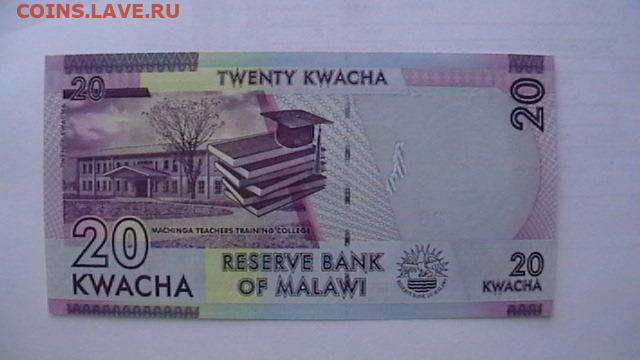 COINS.LAVE.RU
TWENTY KWACHA
20
20
MACHINGA TEACHERS TRAINING COLLEGE
20
KWACHA
RESERVE BANK
OF MALAWI
20
KWACHA